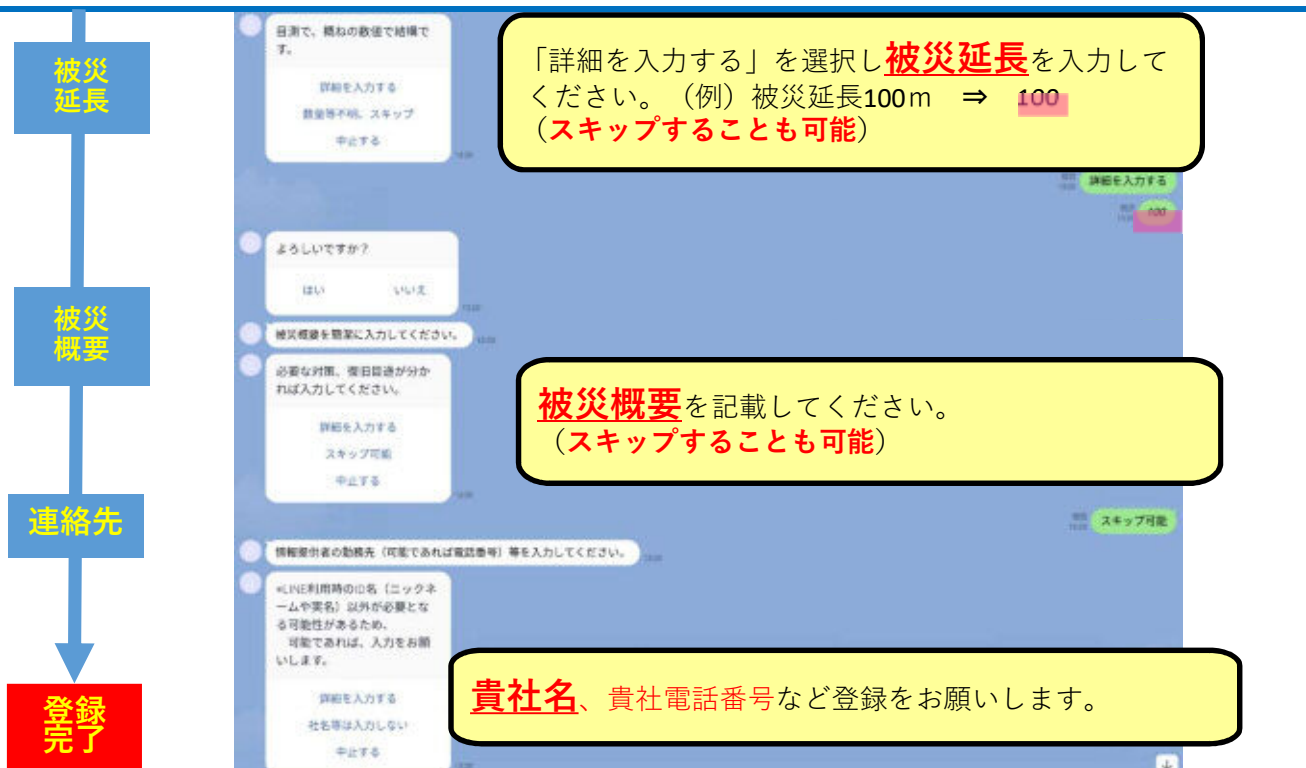 被災
延長
目測で、概ねの数値で結構で
す。
詳細を入力する
数量等不明、スキップ
中止する
「詳細を入力する」を選択し被災延長を入力して
ください。（例）被災延長100ｍ ⇒ 100
（スキップすることも可能）
詳細を入力する
100
よろしいですか？
はい いいえ
被災
概要
被災概要を簡潔に入力してください。
必要な対策、復旧目途が分か
れば入力してください。
詳細を入力する
スキップ可能
中止する
被災概要を記載してください。
（スキップすることも可能）
連絡先
スキップ可能
情報提供者の勤務先（可能であれば電話番号）等を入力してください。
※LINE利用時のID名（ニックネ
ームや実名）以外が必要とな
る可能性があるため、
可能であれば、入力をお願
いします。
詳細を入力する
社名等は入力しない
中止する
貴社名、貴社電話番号など登録をお願いします。
登録
完了